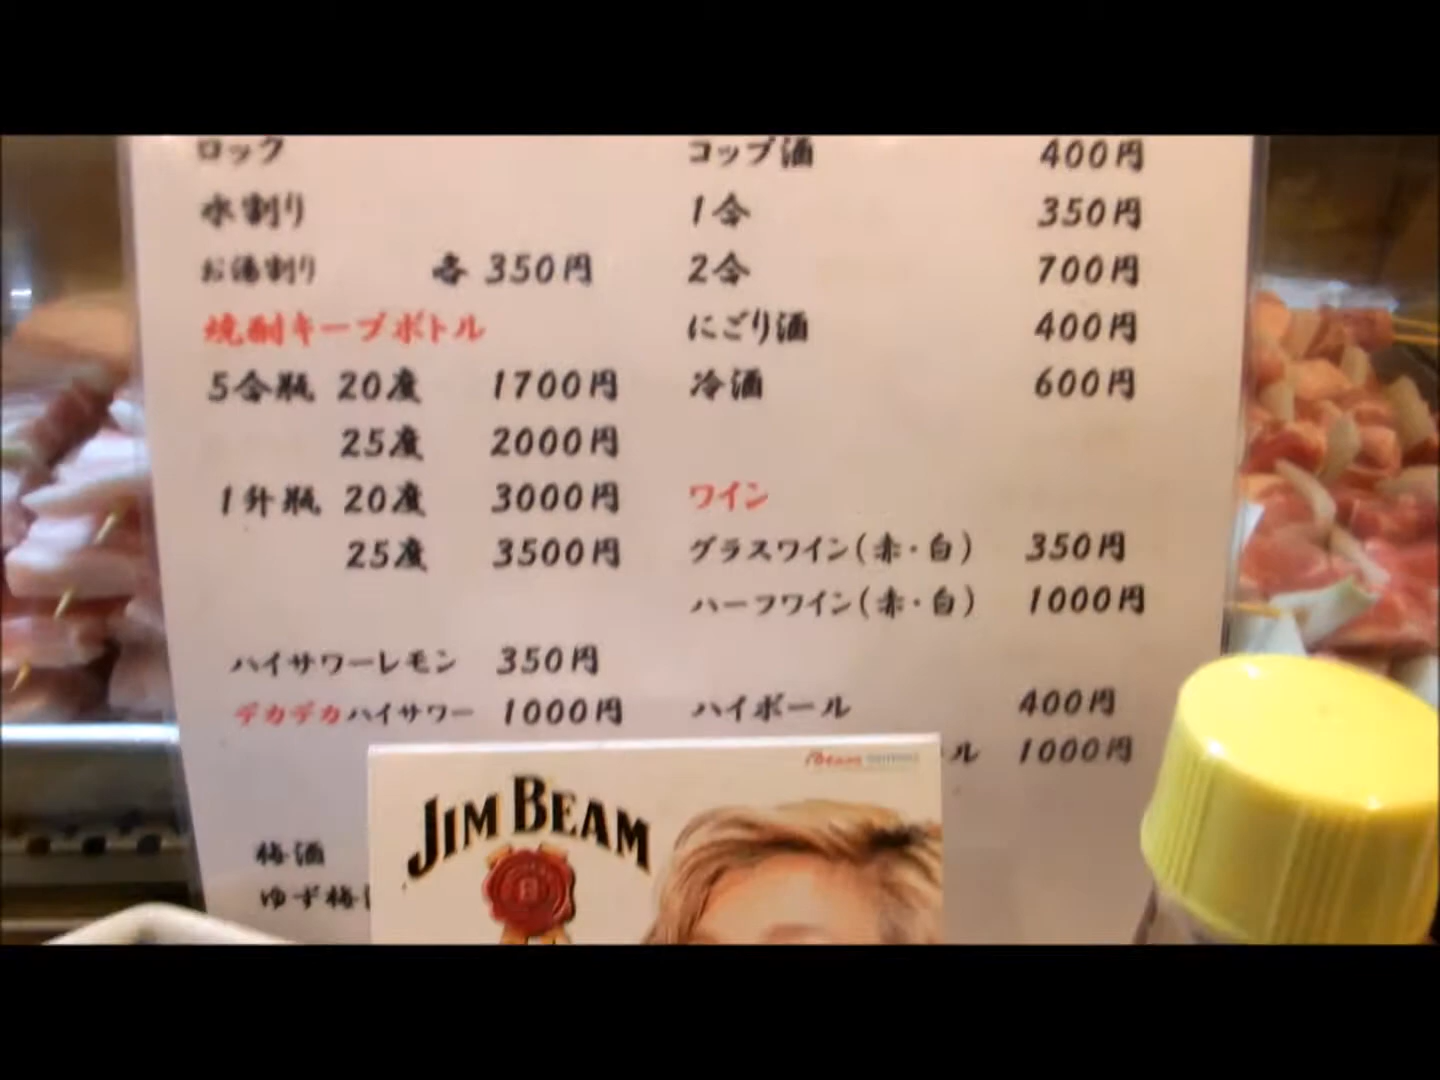 ロック
水割り
お湯割り 各 350円
焼酎キープボトル
5合瓶 20度 1700円
25度 2000円
1升瓶 20度 3000円
25度 3500円
ハイサワーレモン 350円
デカデカハイサワー 1000円
梅酒
ゆず梅
コップ酒 400円
1合 350円
2合 700円
にごり酒 400円
冷酒 600円
ワイン
グラスワイン(赤・白) 350円
ハーフワイン(赤・白) 1000円
ハイボール 400円
ール 1000円
JIM BEAM